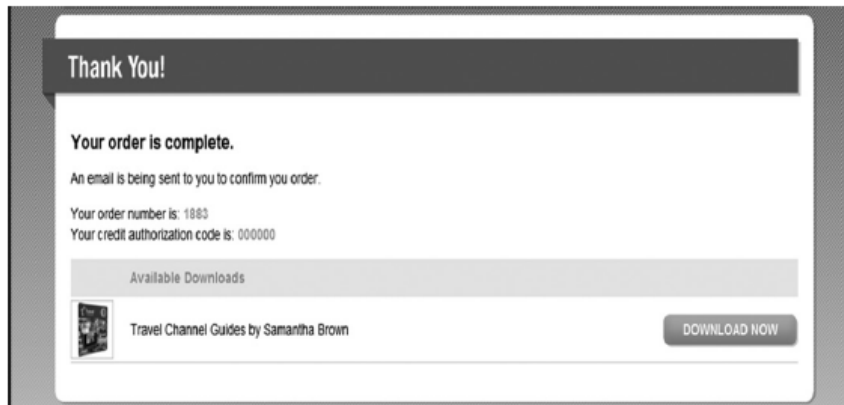 Thank You!
Your order is complete.
An email is being sent to you to confirm you order.
Your order number is: 1883
Your credit authorization code is: 000000
Available Downloads
Travel Channel Guides by Samantha Brown
DOWNLOAD NOW